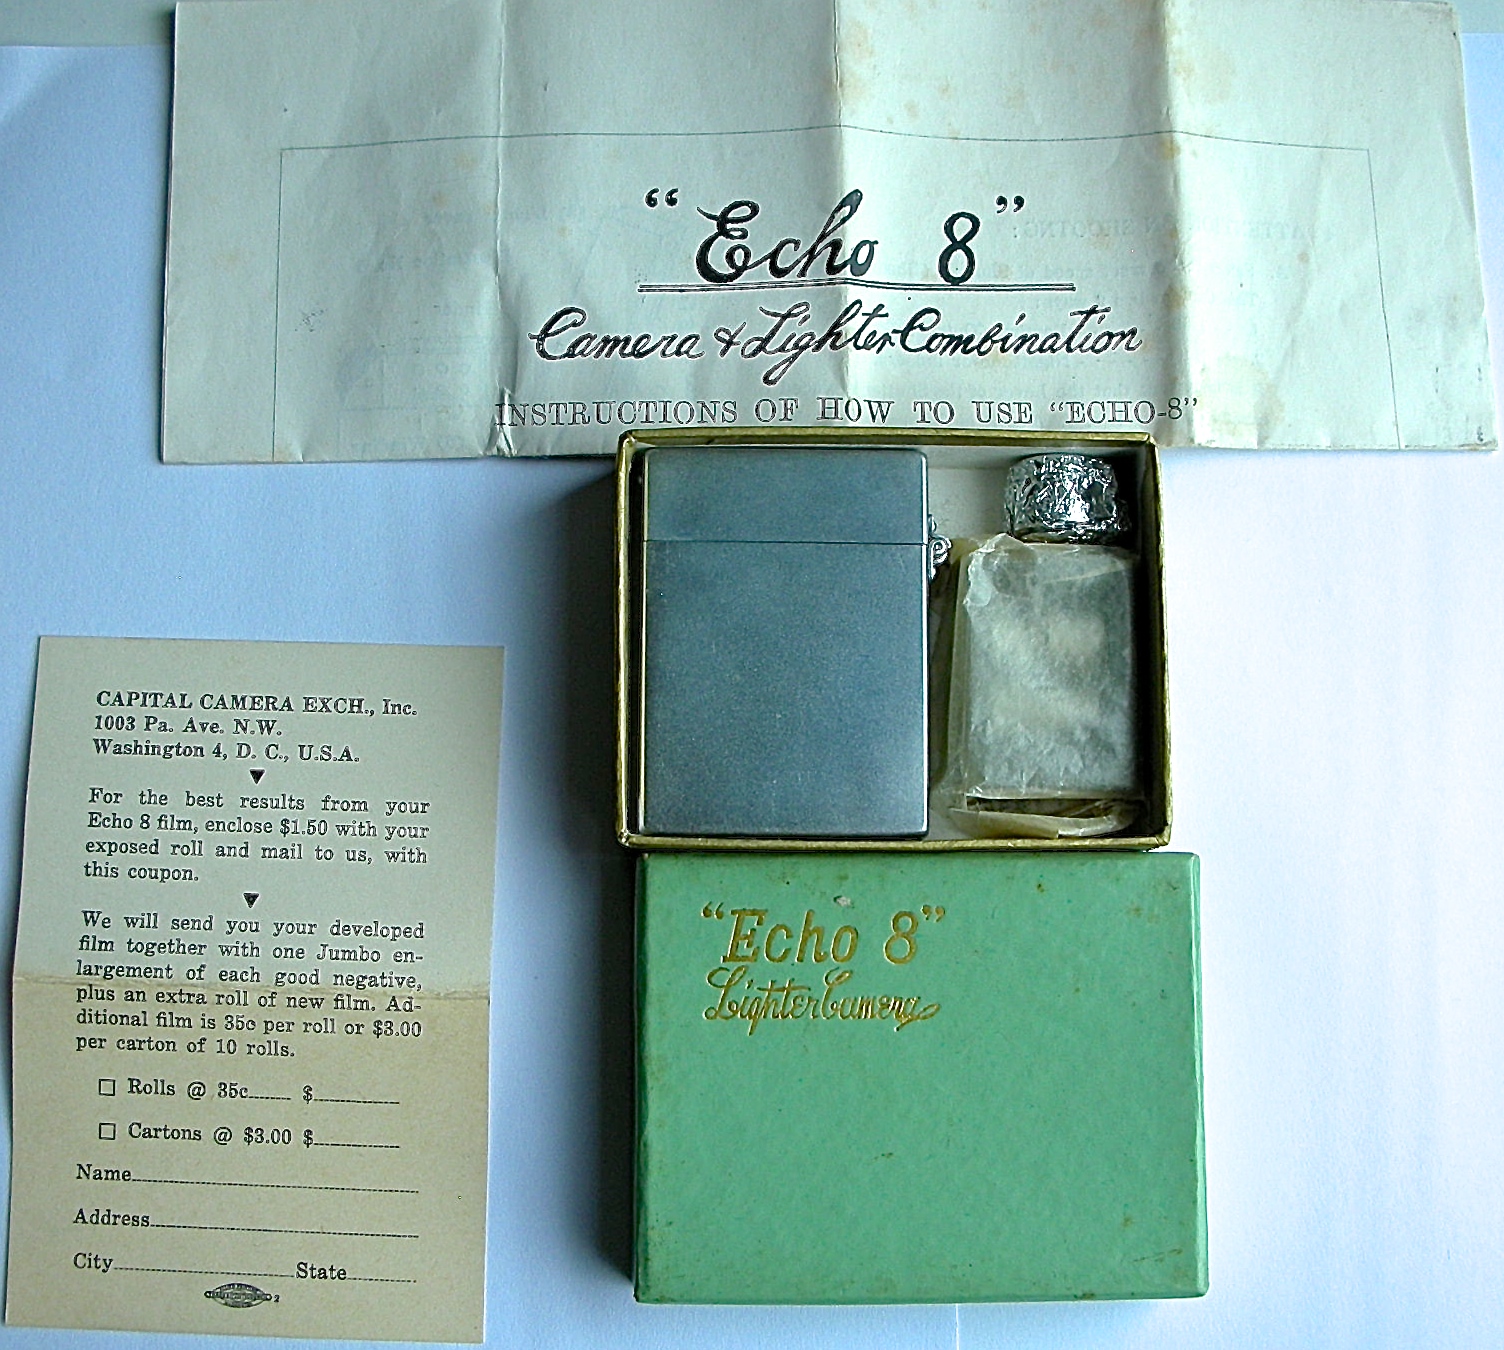 “Echo 8”
Camera & Lighter Combination
INSTRUCTIONS OF HOW TO USE “ECHO-8”
CAPITAL CAMERA EXCH., Inc.
1003 Pa. Ave. N.W.
Washington 4, D. C., U.S.A.
For the best results from your
Echo 8 film, enclose $1.50 with your
exposed roll and mail to us, with
this coupon.
We will send you your developed
film together with one Jumbo en-
largement of each good negative,
plus an extra roll of new film. Ad-
ditional film is 35c per roll or $3.00
per carton of 10 rolls.
Rolls @ 35c........ $................
Cartons @ $3.00 $................
Name................
Address................
City................State................
2
“Echo 8”
Lighter Camera